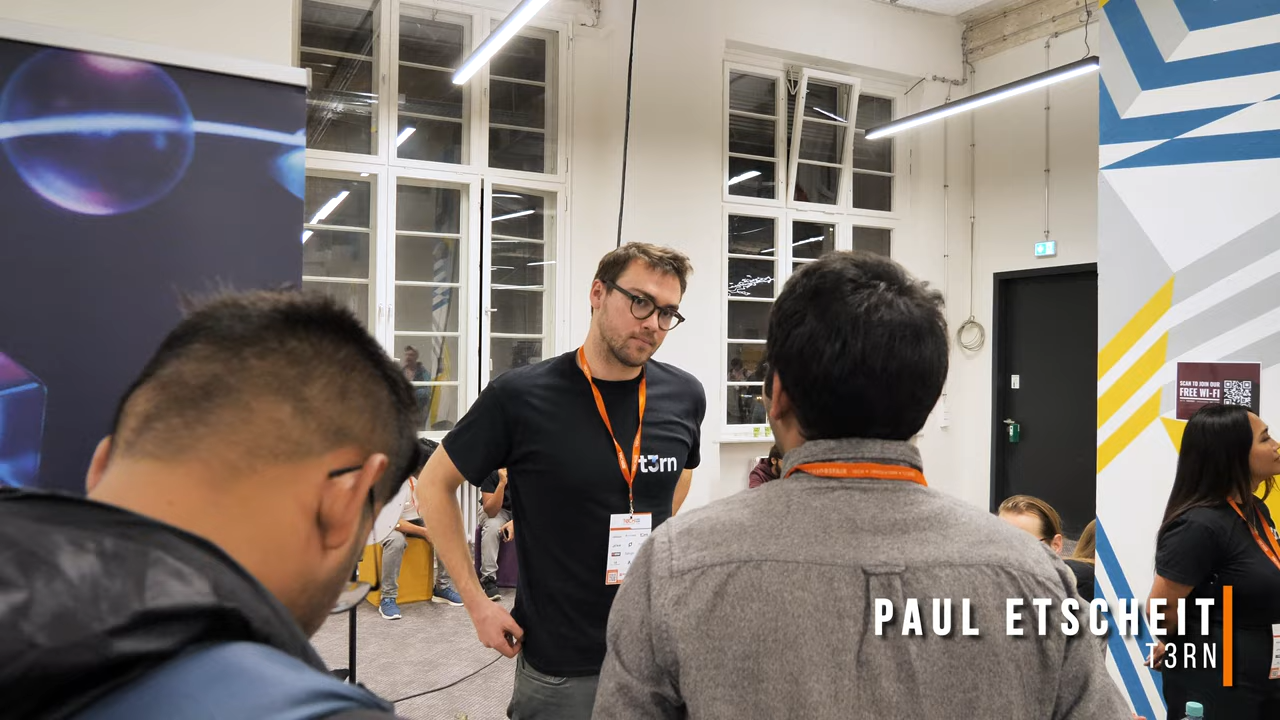 SCAN TO JOIN OUR
FREE WI-FI
t3rn
PAUL ETSCHEIT
T3RN